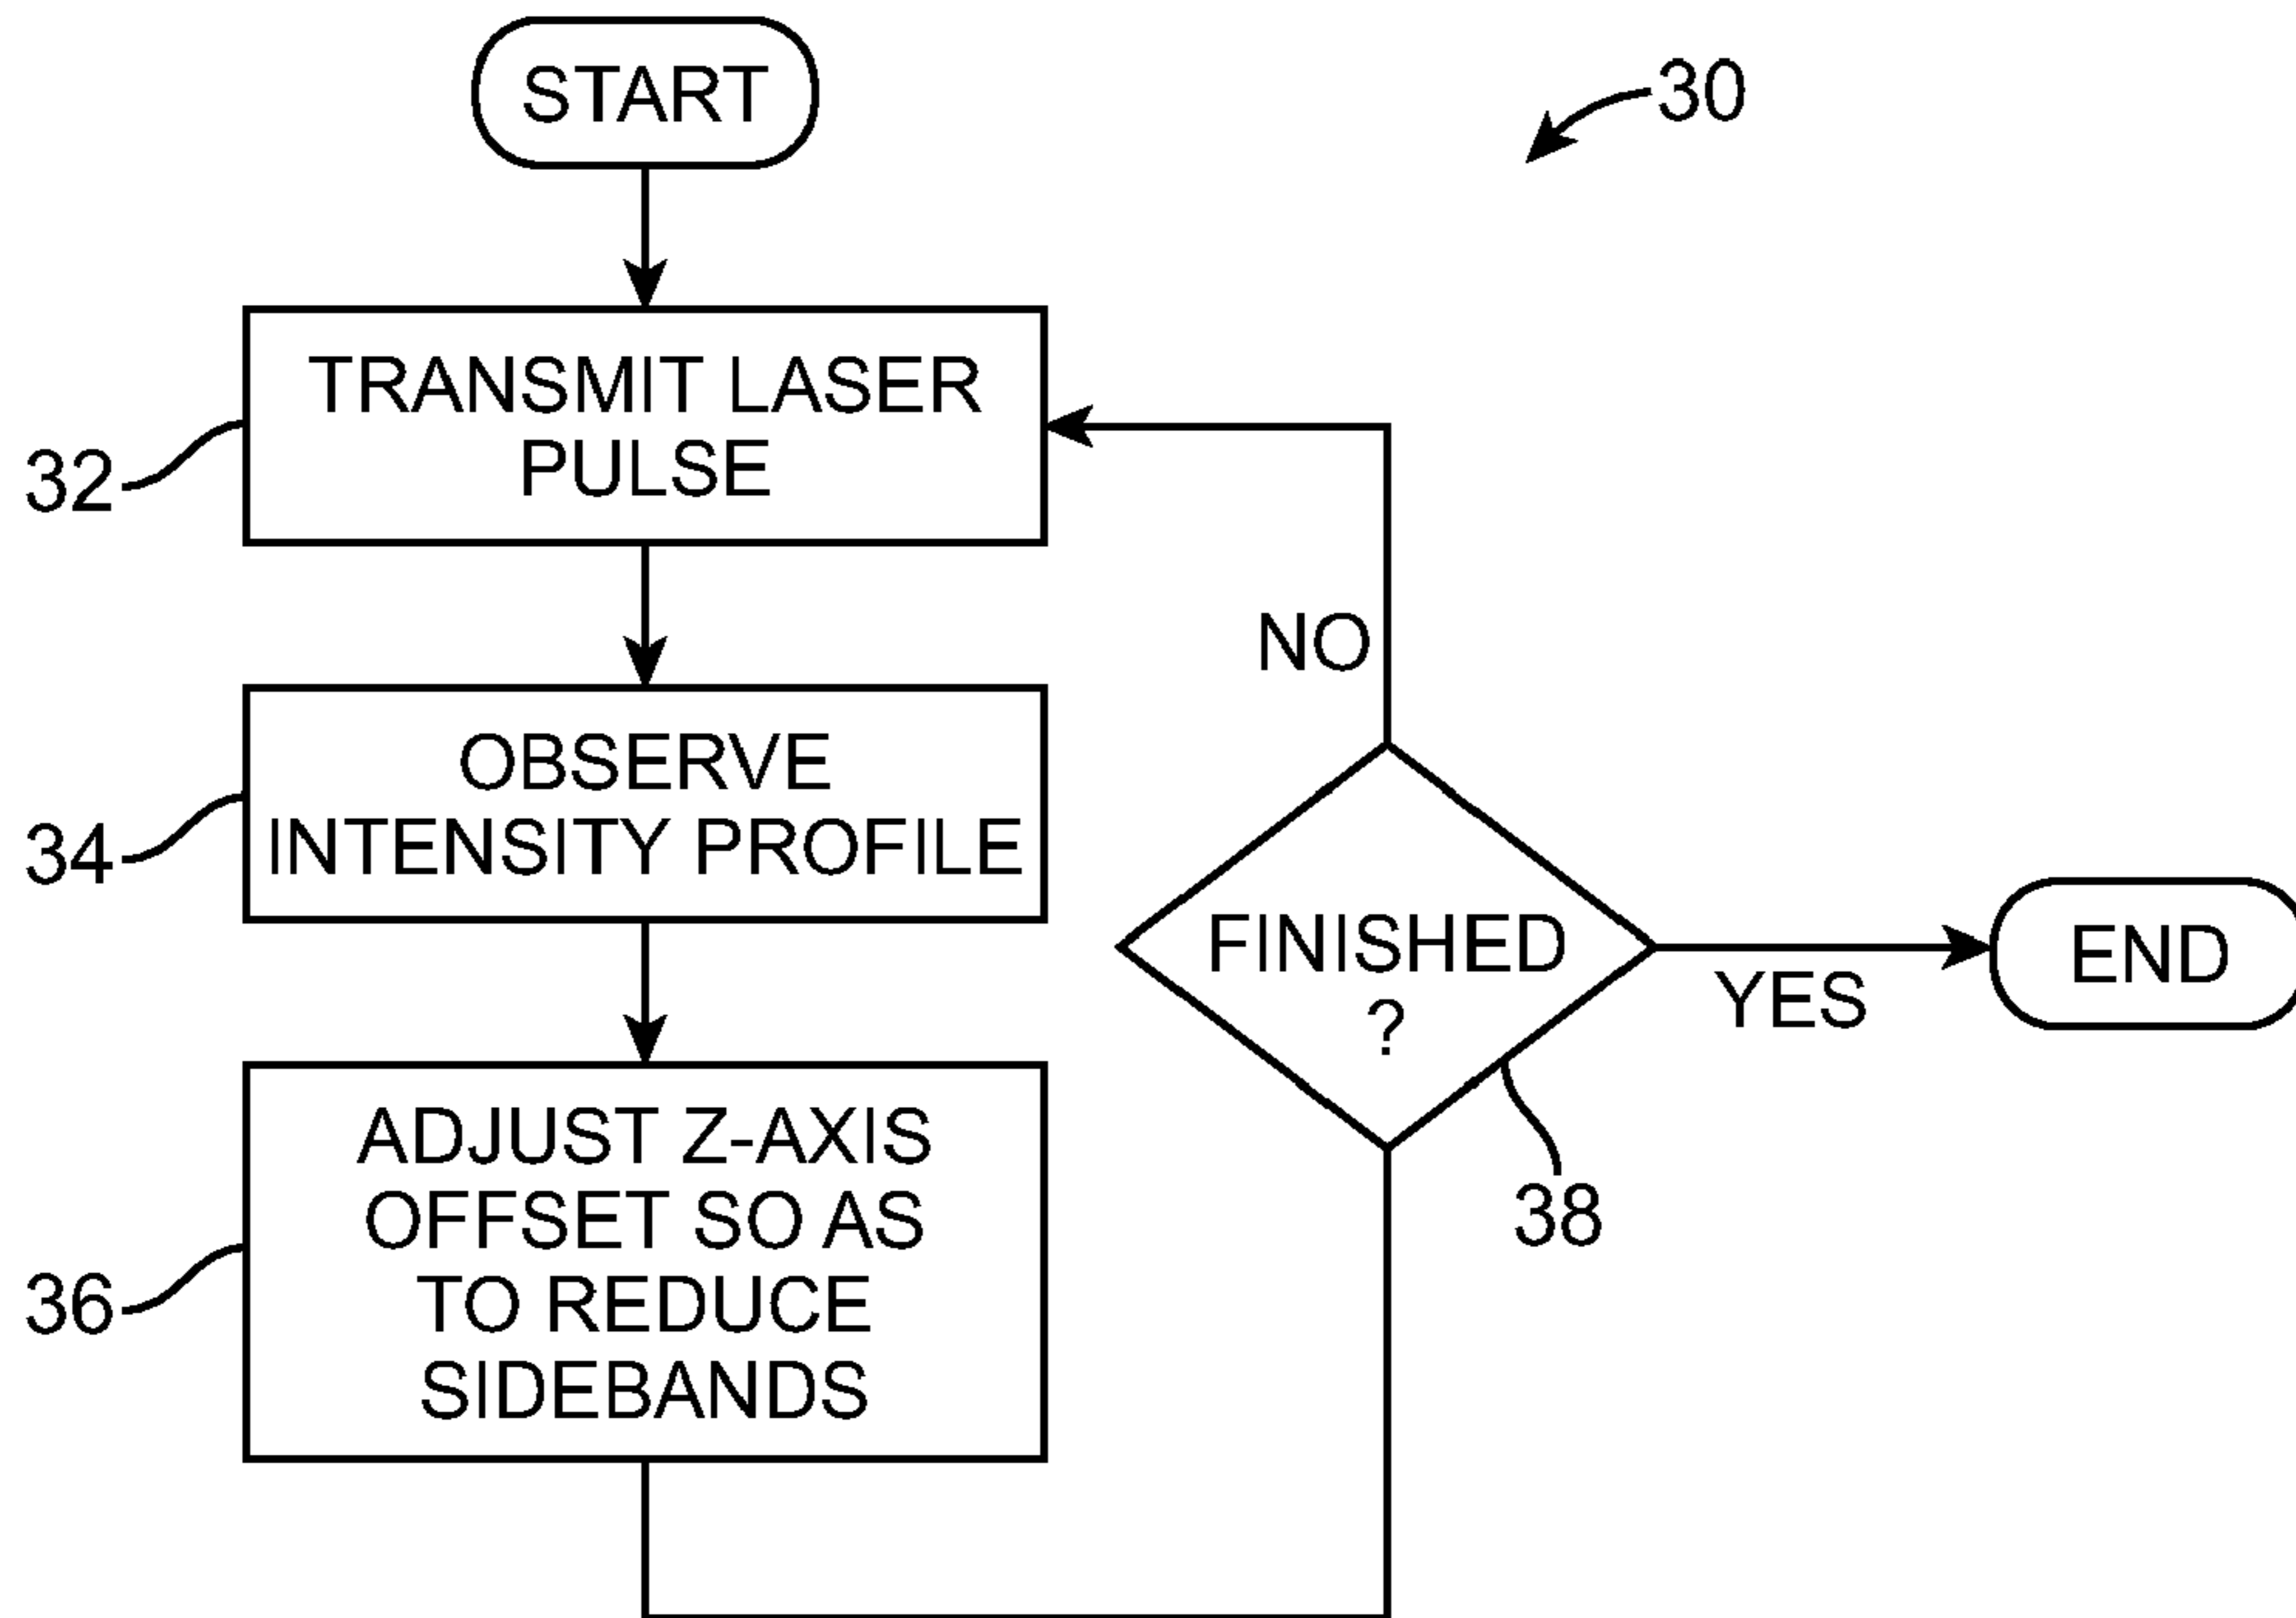 START
30
TRANSMIT LASER
PULSE
32
NO
OBSERVE
INTENSITY PROFILE
34
FINISHED
?
YES
END
ADJUST Z-AXIS
OFFSET SO AS
TO REDUCE
SIDEBANDS
36
38